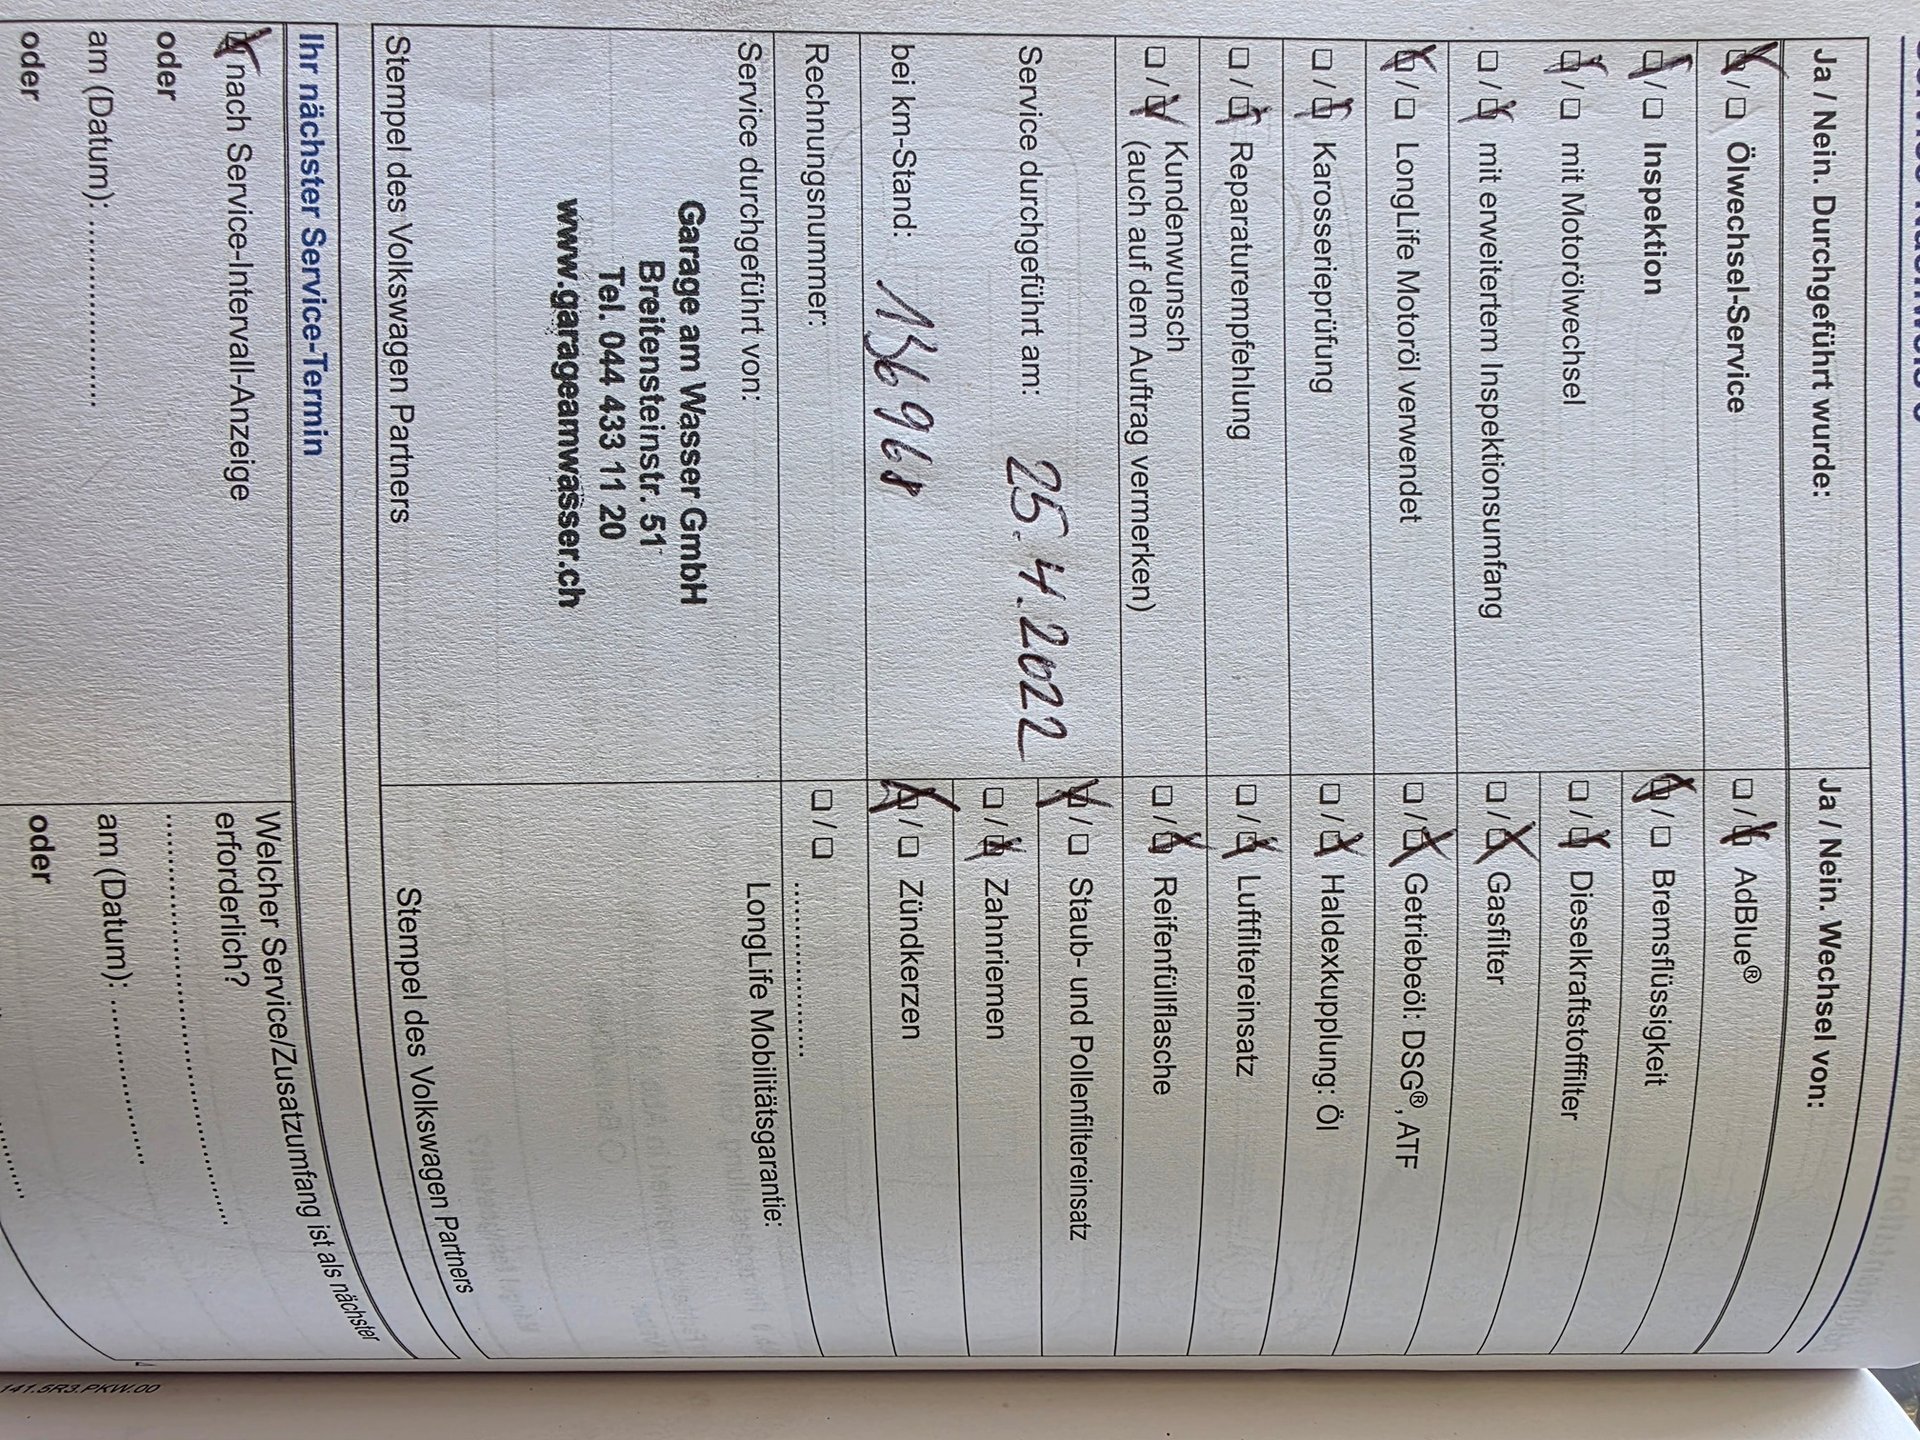 Ja / Nein. Durchgeführt wurde:
☒ / ☐ Ölwechsel-Service
☒ / ☐ Inspektion
☒ / ☐ mit Motorölwechsel
☐ / ☒ mit erweitertem Inspektionsumfang
☒ / ☐ LongLife Motoröl verwendet
☐ / ☒ Karosserieprüfung
☐ / ☒ Reparaturempfehlung
☐ / ☒ Kundenwunsch
(auch auf dem Auftrag vermerken)
Service durchgeführt am: 25.4.2022
bei km-Stand: 136968
Rechnungsnummer:
Service durchgeführt von:
Garage am Wasser GmbH
Breitensteinstr. 51
Tel. 044 433 11 20
www.garageamwasser.ch
Stempel des Volkswagen Partners
Ja / Nein. Wechsel von:
☐ / ☒ AdBlue®
☒ / ☐ Bremsflüssigkeit
☐ / ☒ Dieselkraftstofffilter
☐ / ☒ Gasfilter
☐ / ☒ Getriebeöl: DSG®, ATF
☐ / ☒ Haldexkupplung: Öl
☐ / ☒ Luftfiltereinsatz
☐ / ☒ Reifenfüllflasche
☒ / ☐ Staub- und Pollenfiltereinsatz
☐ / ☒ Zahnriemen
☒ / ☐ Zündkerzen
☐ / ☐ ....................
LongLife Mobilitätsgarantie:
Stempel des Volkswagen Partners
Ihr nächster Service-Termin
☒ nach Service-Intervall-Anzeige
oder
am (Datum): ....................
oder
Welcher Service/Zusatzumfang ist als nächster
erforderlich?
........................................
am (Datum): ....................
oder
141.5R3.PKW.00